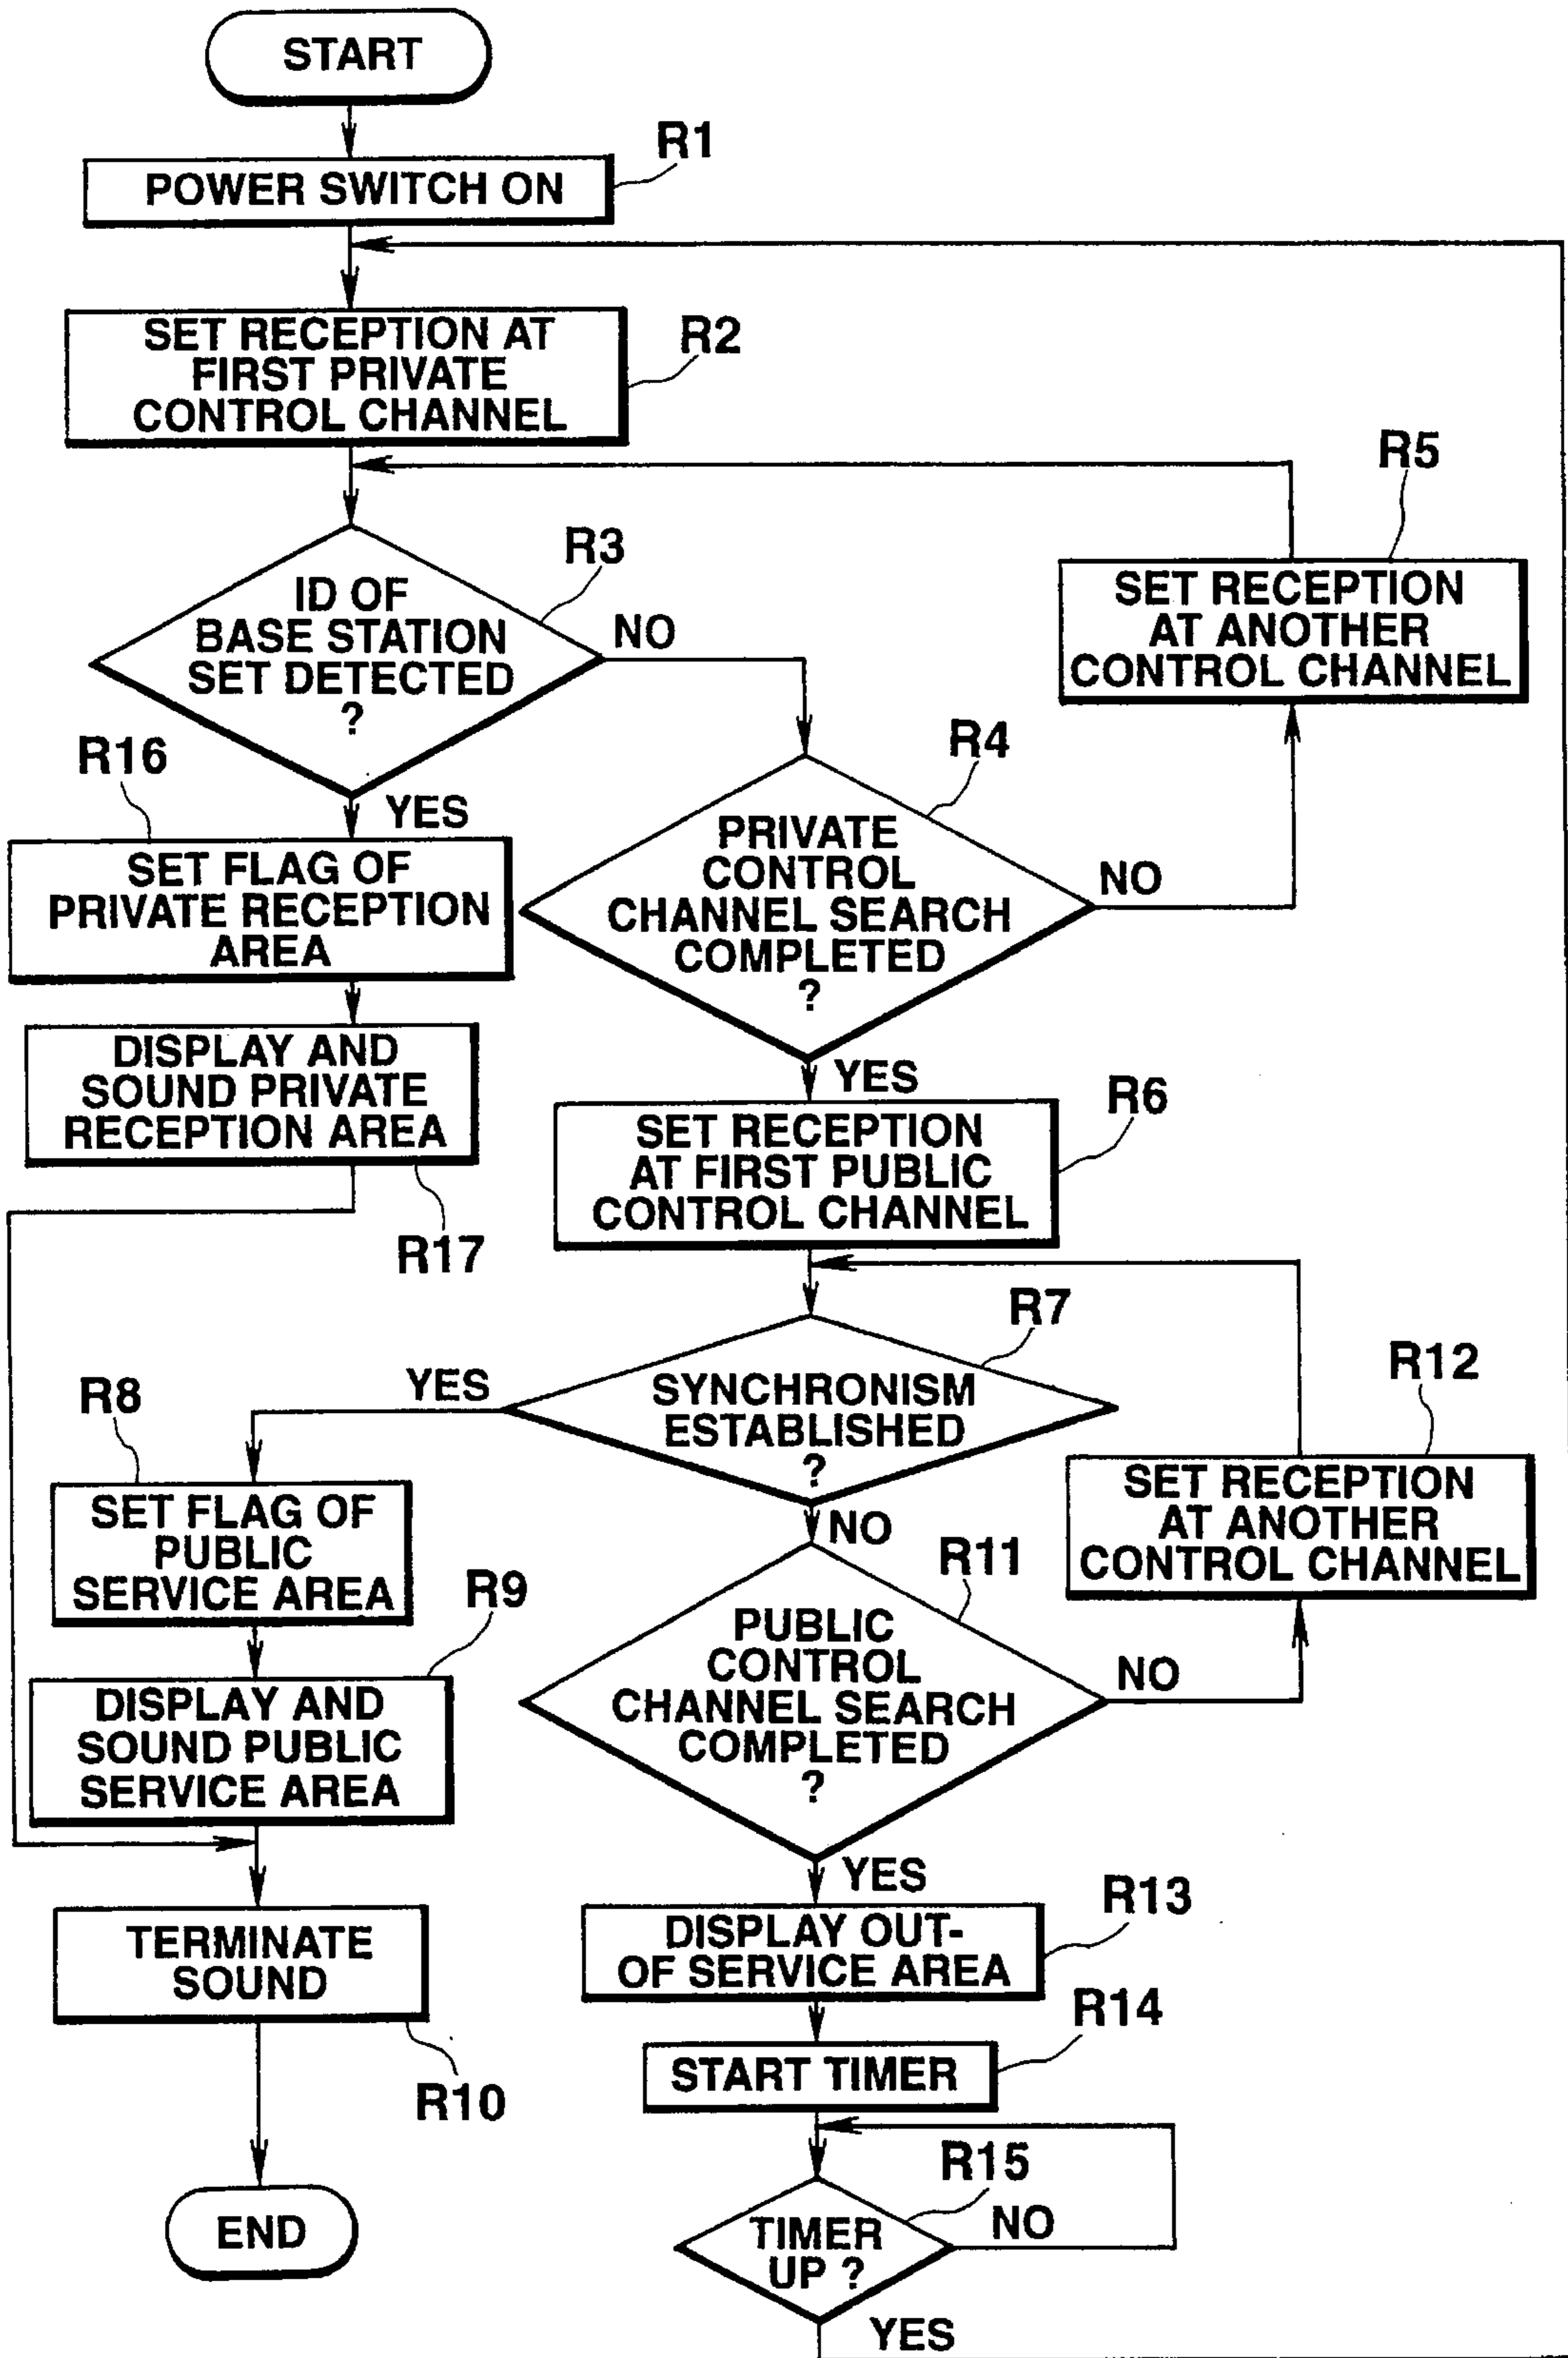 START
R1
POWER SWITCH ON
R2
SET RECEPTION AT
FIRST PRIVATE
CONTROL CHANNEL
R5
SET RECEPTION
AT ANOTHER
CONTROL CHANNEL
R3
ID OF
BASE STATION
SET DETECTED
?
NO
YES
R4
PRIVATE
CONTROL
CHANNEL SEARCH
COMPLETED
?
NO
YES
R16
SET FLAG OF
PRIVATE RECEPTION
AREA
DISPLAY AND
SOUND PRIVATE
RECEPTION AREA
R17
R6
SET RECEPTION
AT FIRST PUBLIC
CONTROL CHANNEL
R7
SYNCHRONISM
ESTABLISHED
?
YES
NO
R12
SET RECEPTION
AT ANOTHER
CONTROL CHANNEL
R8
SET FLAG OF
PUBLIC
SERVICE AREA
R9
DISPLAY AND
SOUND PUBLIC
SERVICE AREA
R11
PUBLIC
CONTROL
CHANNEL SEARCH
COMPLETED
?
NO
YES
TERMINATE
SOUND
R10
END
R13
DISPLAY OUT-
OF SERVICE AREA
R14
START TIMER
R15
TIMER
UP ?
NO
YES